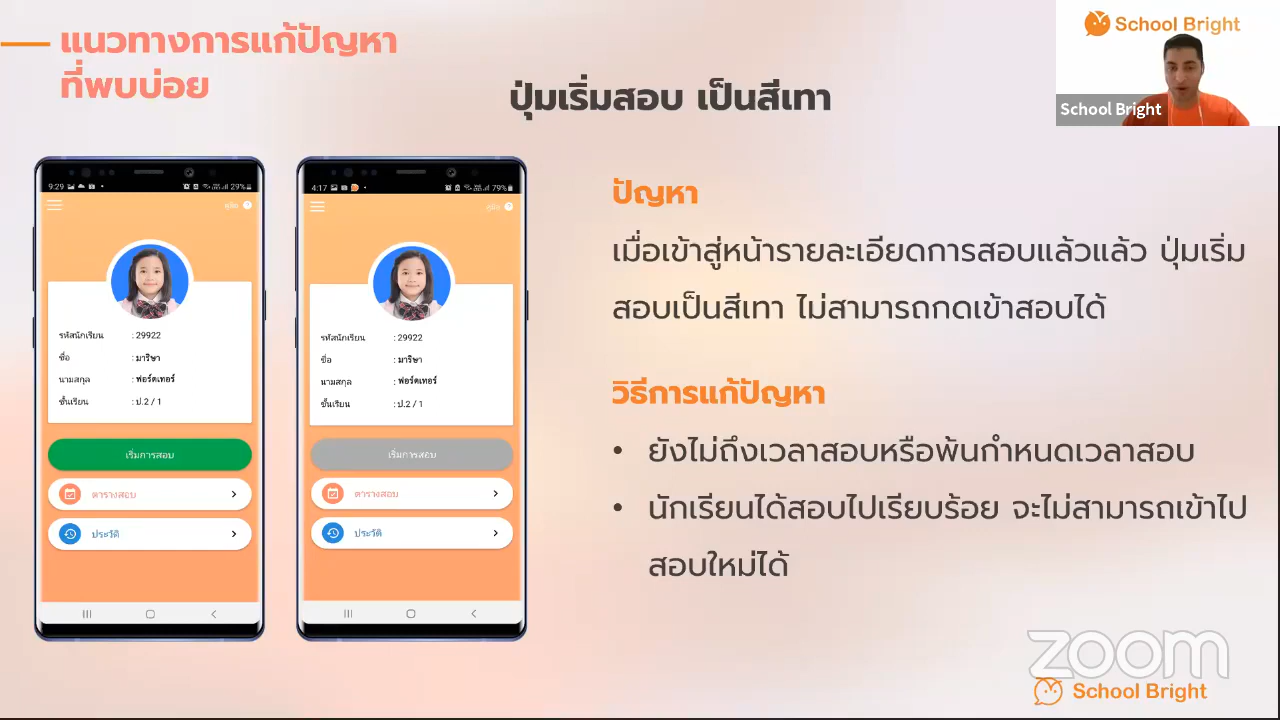 แนวทางการแก้ปัญหา
ที่พบบ่อย
ปุ่มเริ่มสอบ เป็นสีเทา
School Bright
School Bright
9:29
29%
คู่มือ ?
รหัสนักเรียน : 29922
ชื่อ : มาริษา
นามสกุล : ฟอร์ดเทอร์
ชั้นเรียน : ป.2 / 1
เริ่มการสอบ
ตารางสอบ
ประวัติ
4:17
79%
คู่มือ ?
รหัสนักเรียน : 29922
ชื่อ : มาริษา
นามสกุล : ฟอร์ดเทอร์
ชั้นเรียน : ป.2 / 1
เริ่มการสอบ
ตารางสอบ
ประวัติ
ปัญหา
เมื่อเข้าสู่หน้ารายละเอียดการสอบแล้วแล้ว ปุ่มเริ่ม
สอบเป็นสีเทา ไม่สามารถกดเข้าสอบได้
วิธีการแก้ปัญหา
• ยังไม่ถึงเวลาสอบหรือพ้นกำหนดเวลาสอบ
• นักเรียนได้สอบไปเรียบร้อย จะไม่สามารถเข้าไป
สอบใหม่ได้
zoom
School Bright